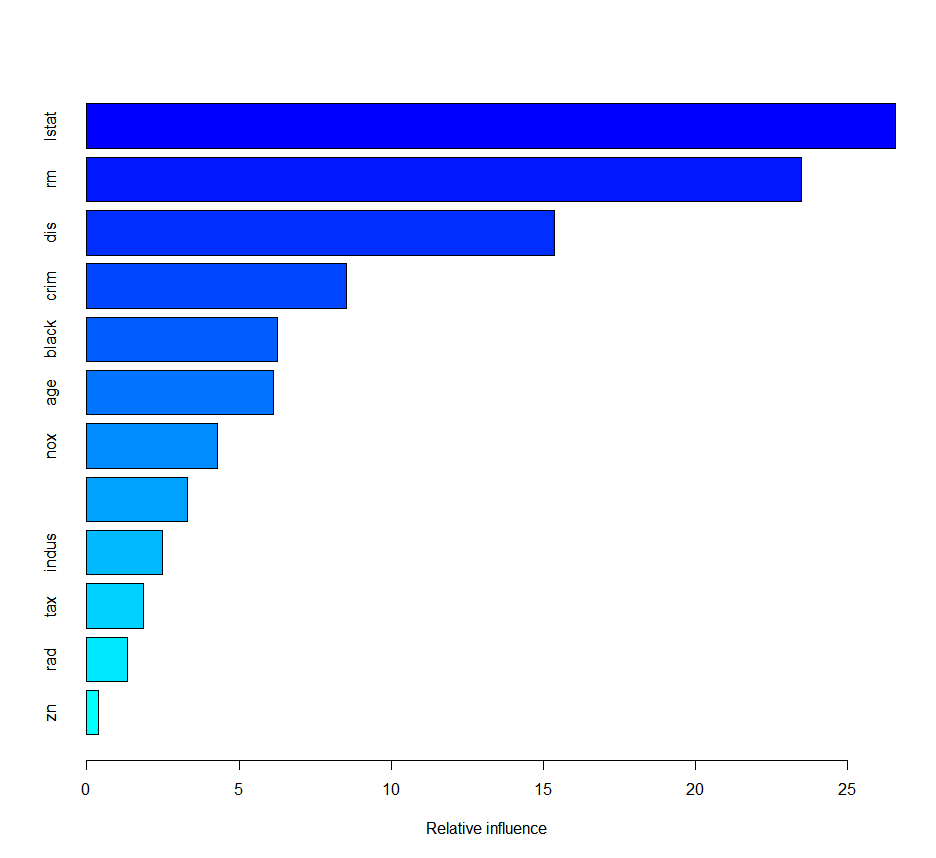 lstat
rm
dis
crim
black
age
nox
indus
tax
rad
zn
0 5 10 15 20 25
Relative influence